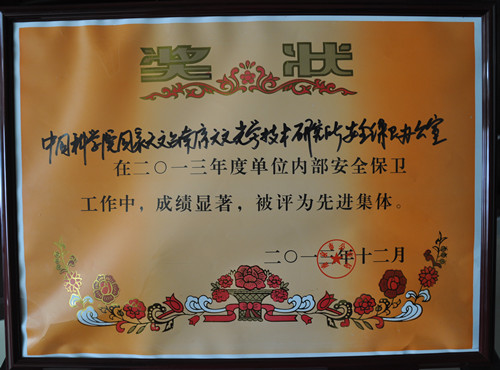 奖状
中国科学院国家天文台南京天文光学技术研究所安全保卫办公室
在二〇一三年度单位内部安全保卫
工作中，成绩显著，被评为先进集体。
二〇一 年十二月